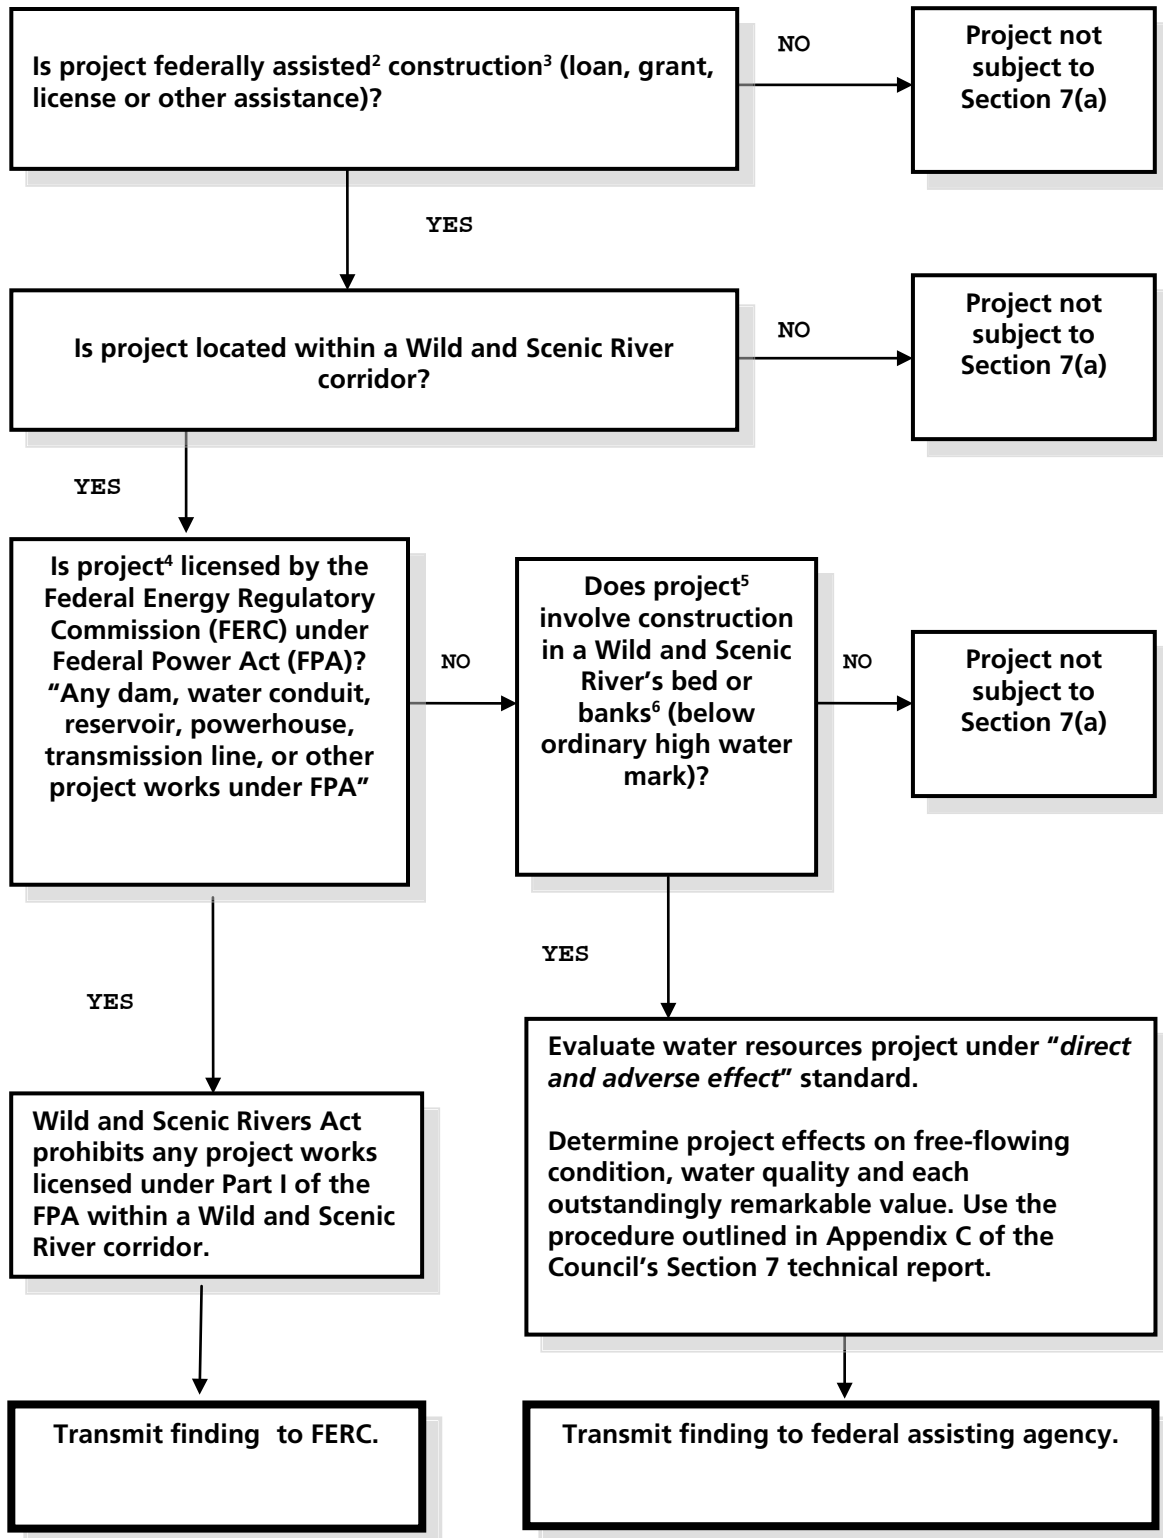 Is project federally assisted² construction³ (loan, grant,
license or other assistance)?
NO
Project not
subject to
Section 7(a)
YES
Is project located within a Wild and Scenic River
corridor?
NO
Project not
subject to
Section 7(a)
YES
Is project⁴ licensed by the
Federal Energy Regulatory
Commission (FERC) under
Federal Power Act (FPA)?
"Any dam, water conduit,
reservoir, powerhouse,
transmission line, or other
project works under FPA"
NO
Does project⁵
involve construction
in a Wild and Scenic
River's bed or
banks⁶ (below
ordinary high water
mark)?
NO
Project not
subject to
Section 7(a)
YES
YES
Wild and Scenic Rivers Act
prohibits any project works
licensed under Part I of the
FPA within a Wild and Scenic
River corridor.
Evaluate water resources project under "direct
and adverse effect" standard.
Determine project effects on free-flowing
condition, water quality and each
outstandingly remarkable value. Use the
procedure outlined in Appendix C of the
Council's Section 7 technical report.
Transmit finding to FERC.
Transmit finding to federal assisting agency.